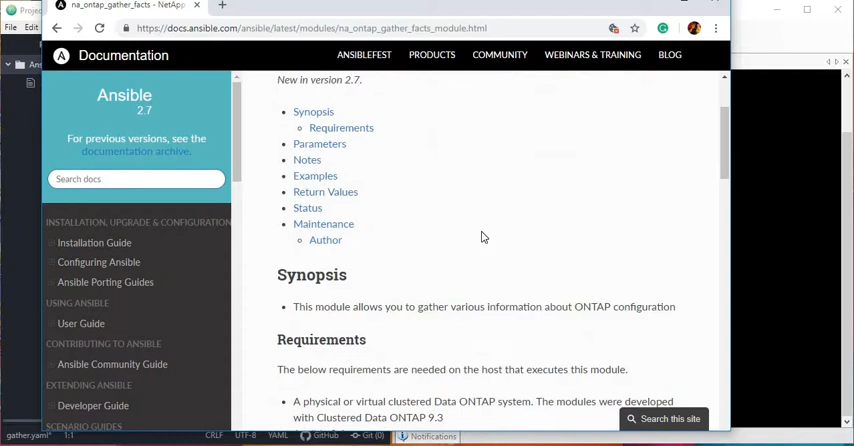 na_ontap_gather_facts - NetApp
https://docs.ansible.com/ansible/latest/modules/na_ontap_gather_facts_module.html
File Edit
Documentation
ANSIBLEFEST PRODUCTS COMMUNITY WEBINARS & TRAINING BLOG
Ansible
2.7
For previous versions, see the
documentation archive.
Search docs
INSTALLATION, UPGRADE & CONFIGURATION
Installation Guide
Configuring Ansible
Ansible Porting Guides
USING ANSIBLE
User Guide
CONTRIBUTING TO ANSIBLE
Ansible Community Guide
EXTENDING ANSIBLE
Developer Guide
SCENARIO GUIDES
New in version 2.7.
Synopsis
Requirements
Parameters
Notes
Examples
Return Values
Status
Maintenance
Author
Synopsis
This module allows you to gather various information about ONTAP configuration
Requirements
The below requirements are needed on the host that executes this module.
A physical or virtual clustered Data ONTAP system. The modules were developed
with Clustered Data ONTAP 9.3
Search this site
gather.yaml* 1:1 CRLF UTF-8 YAML GitHub Git (0) Notifications